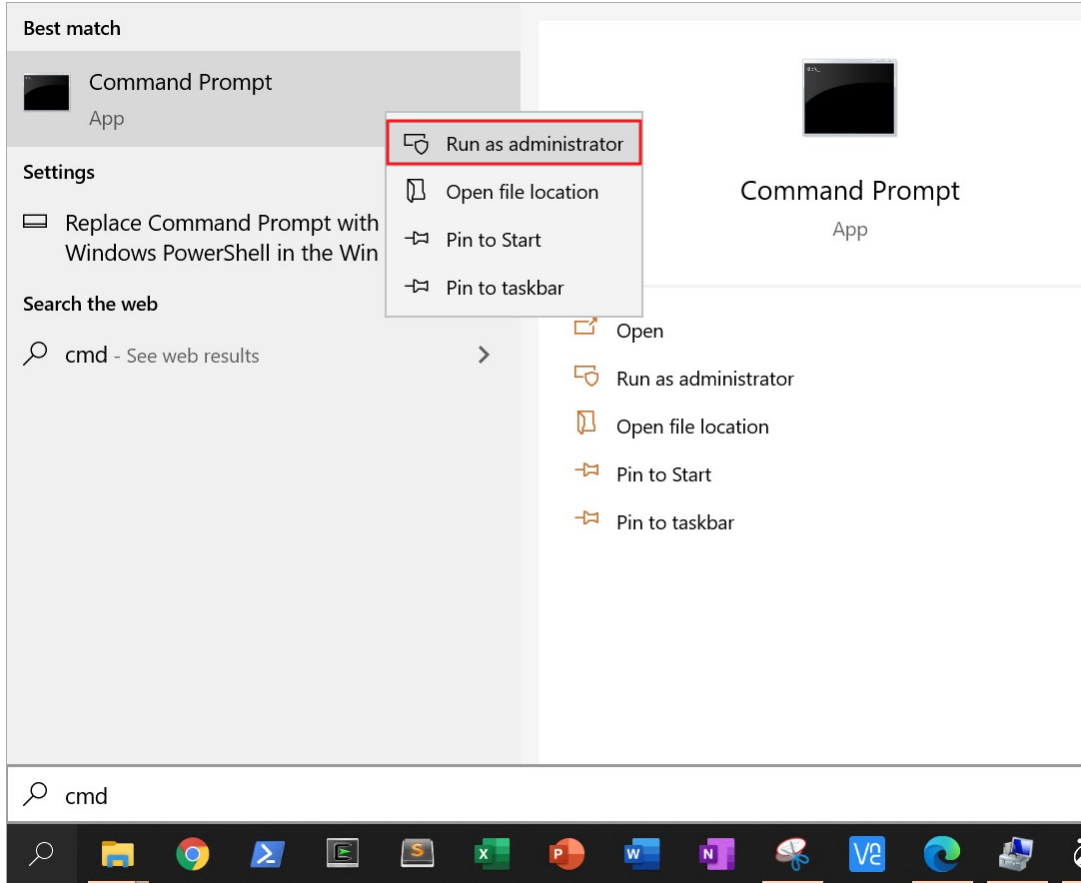 Best match
Command Prompt
App
Run as administrator
Open file location
Pin to Start
Pin to taskbar
Settings
Replace Command Prompt with
Windows PowerShell in the Win
Search the web
cmd - See web results
Command Prompt
App
Open
Run as administrator
Open file location
Pin to Start
Pin to taskbar
cmd